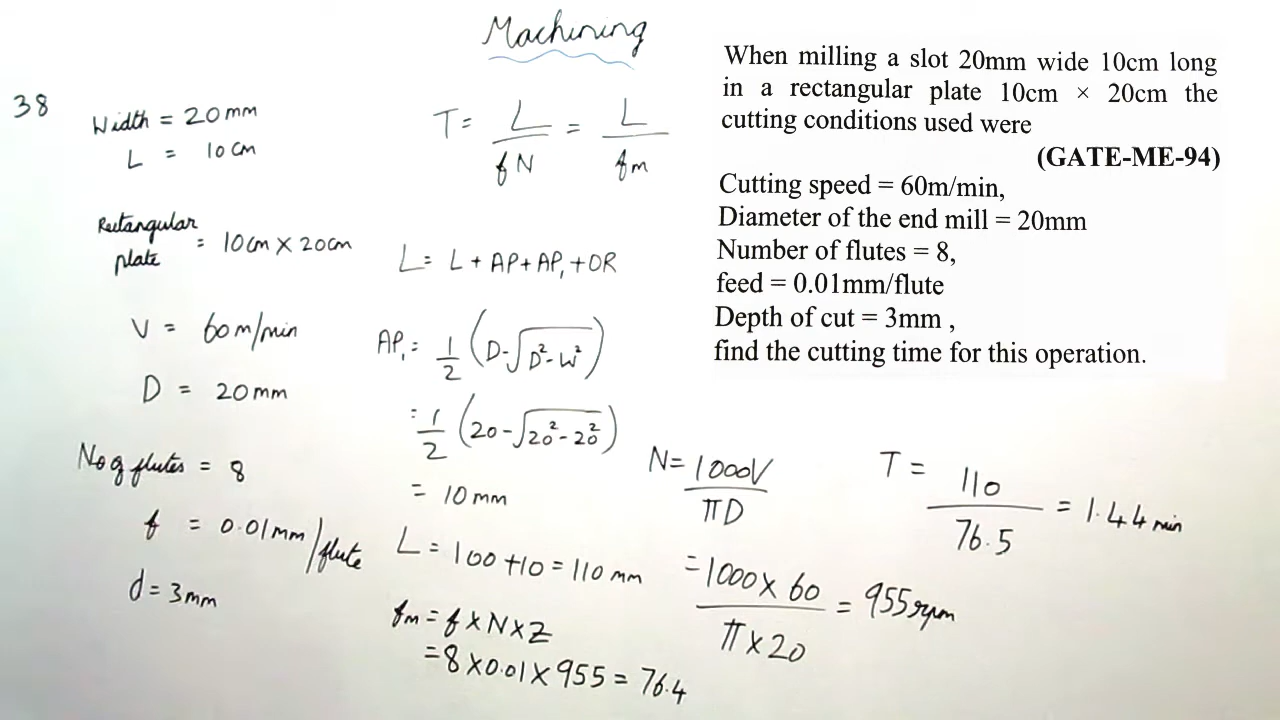 Machining
38
Width = 20mm
L = 10cm
Rectangular plate = 10cm × 20cm
V = 60m/min
D = 20mm
No of flutes = 8
f = 0.01mm/flute
d = 3mm
T = L/fN = L/fm
L = L + AP + AP₁ + OR
AP₁ = 1/2 (D-√D²-W²)
= 1/2 (20-√20²-20²)
= 10mm
L = 100 + 10 = 110 mm
fm = f × N × Z
= 8 × 0.01 × 955 = 76.4
N = 1000V/πD
= 1000 × 60/π × 20 = 955rpm
T = 110/76.5 = 1.44 min
When milling a slot 20mm wide 10cm long
in a rectangular plate 10cm × 20cm the
cutting conditions used were
(GATE-ME-94)
Cutting speed = 60m/min,
Diameter of the end mill = 20mm
Number of flutes = 8,
feed = 0.01mm/flute
Depth of cut = 3mm ,
find the cutting time for this operation.